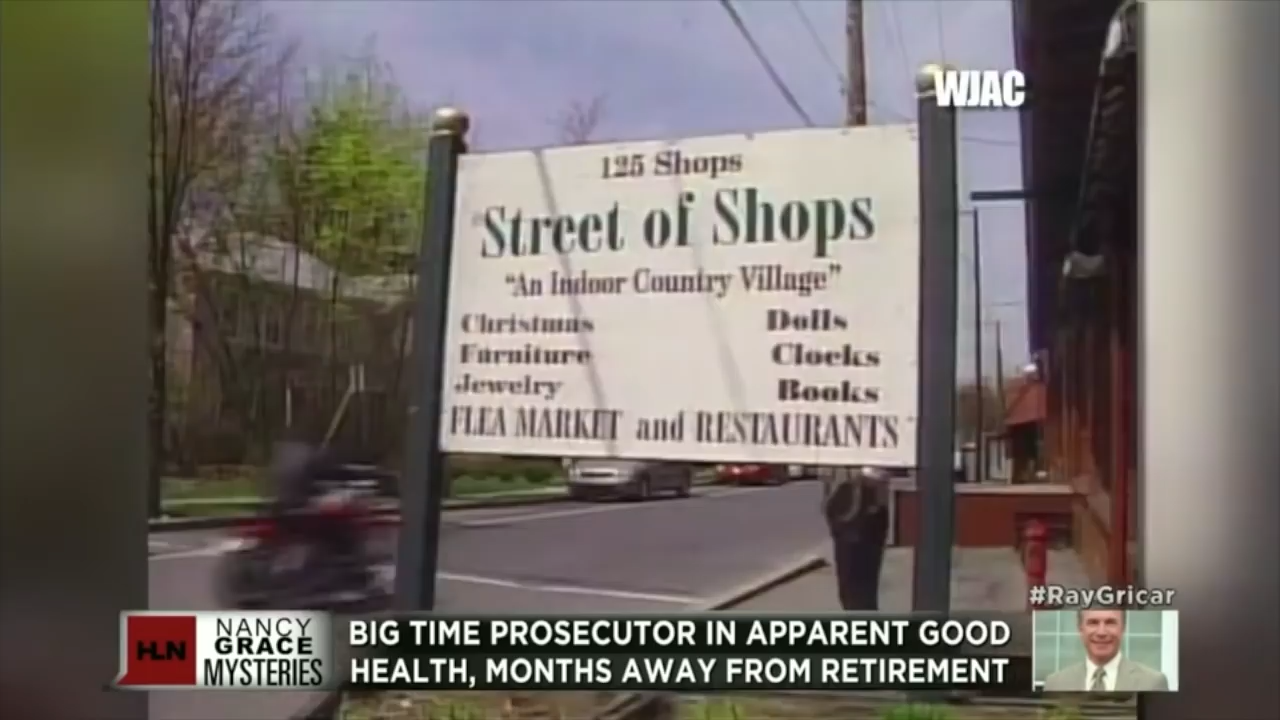 WJAC
125 Shops
Street of Shops
"An Indoor Country Village"
Christmas Dolls
Furniture Clocks
Jewelry Books
FLEA MARKET and RESTAURANTS
#RayGricar
HLN
NANCY
GRACE
MYSTERIES
BIG TIME PROSECUTOR IN APPARENT GOOD
HEALTH, MONTHS AWAY FROM RETIREMENT